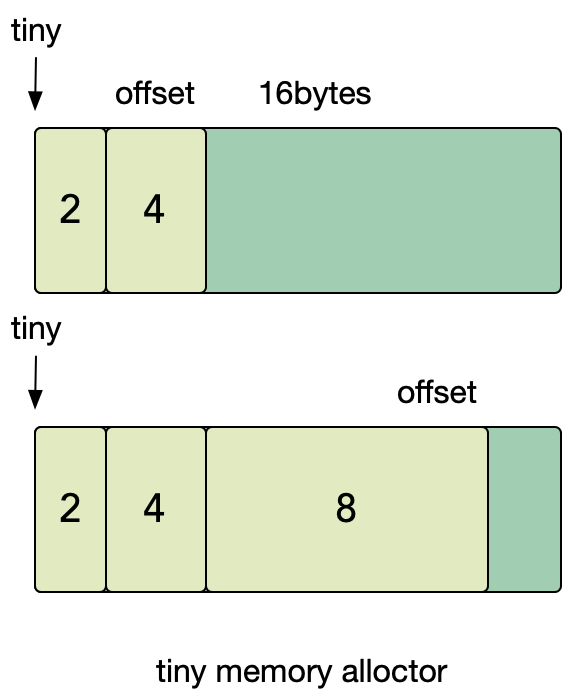 tiny
offset 16bytes
2 4
tiny
offset
2 4 8
tiny memory alloctor